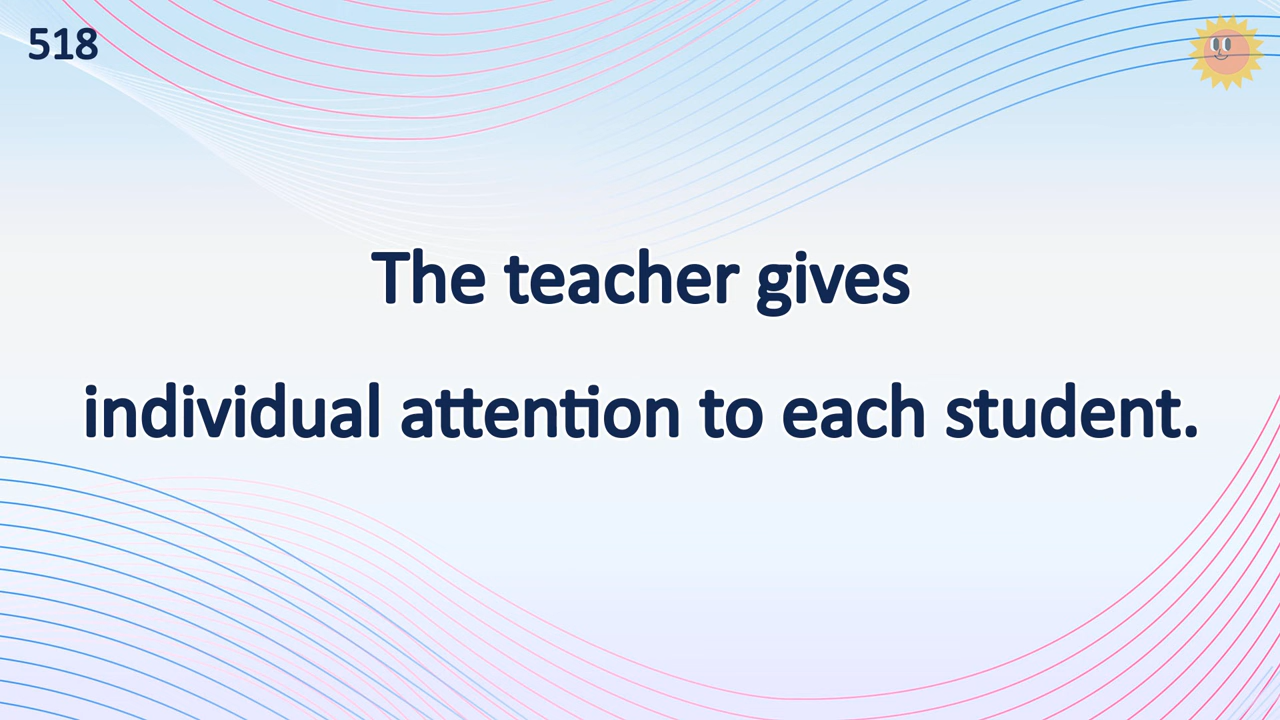 518
The teacher gives
individual attention to each student.